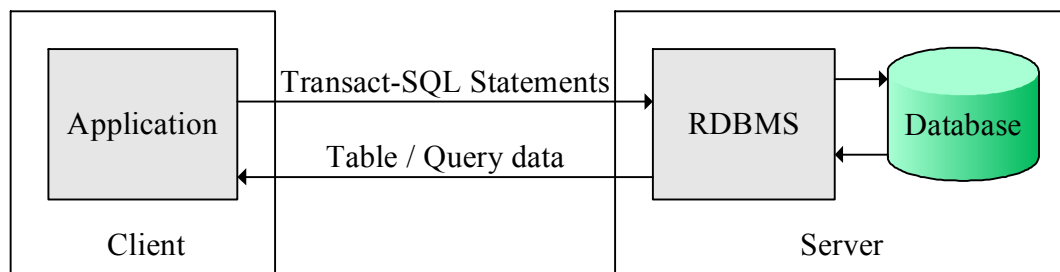 Transact-SQL Statements
Application
RDBMS
Database
Table / Query data
Client
Server